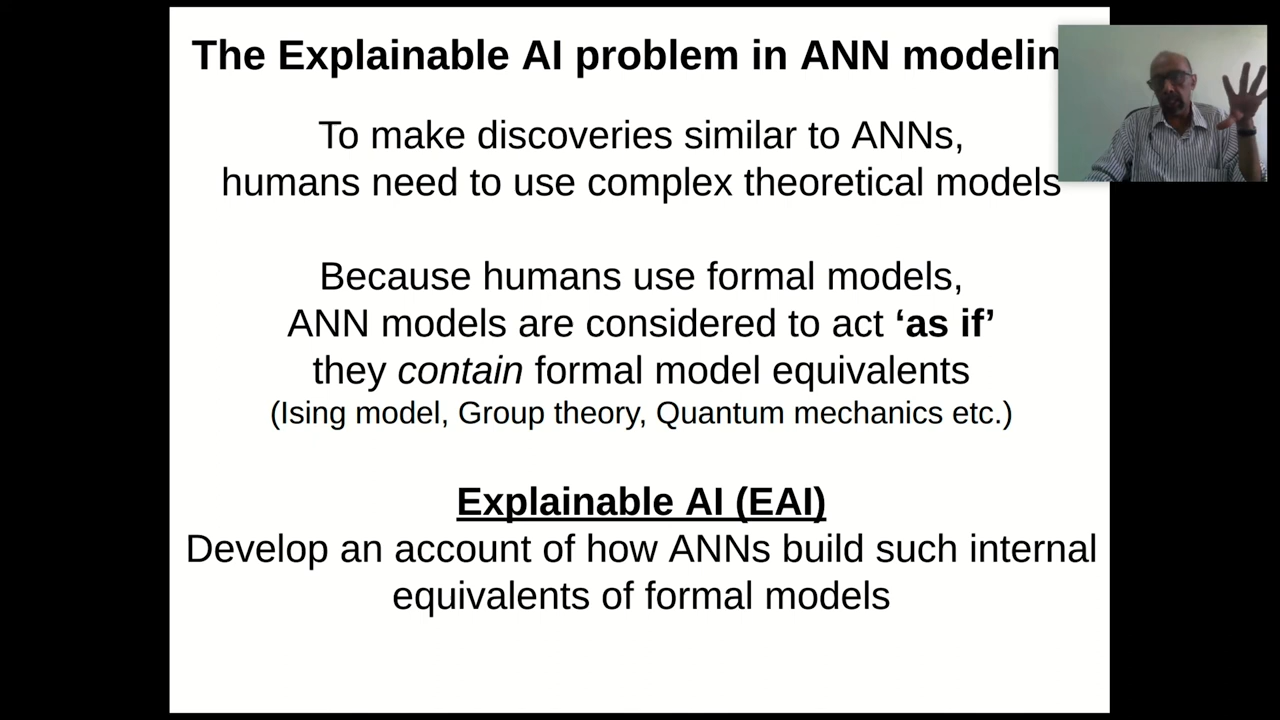 The Explainable AI problem in ANN modelin
To make discoveries similar to ANNs,
humans need to use complex theoretical models
Because humans use formal models,
ANN models are considered to act ‘as if’
they contain formal model equivalents
(Ising model, Group theory, Quantum mechanics etc.)
Explainable AI (EAI)
Develop an account of how ANNs build such internal
equivalents of formal models